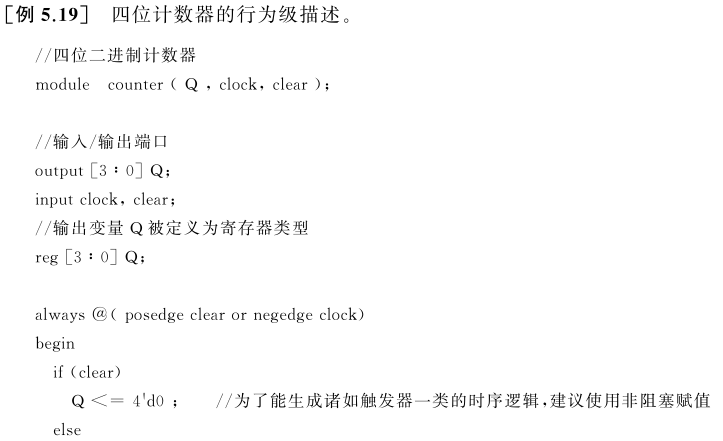 [例 5.19] 四位计数器的行为级描述。
//四位二进制计数器
module counter ( Q , clock, clear );
//输入/输出端口
output [3 : 0] Q;
input clock, clear;
//输出变量 Q 被定义为寄存器类型
reg [3 : 0] Q;
always @( posedge clear or negedge clock)
begin
if (clear)
Q <= 4'd0 ; //为了能生成诸如触发器一类的时序逻辑,建议使用非阻塞赋值
else